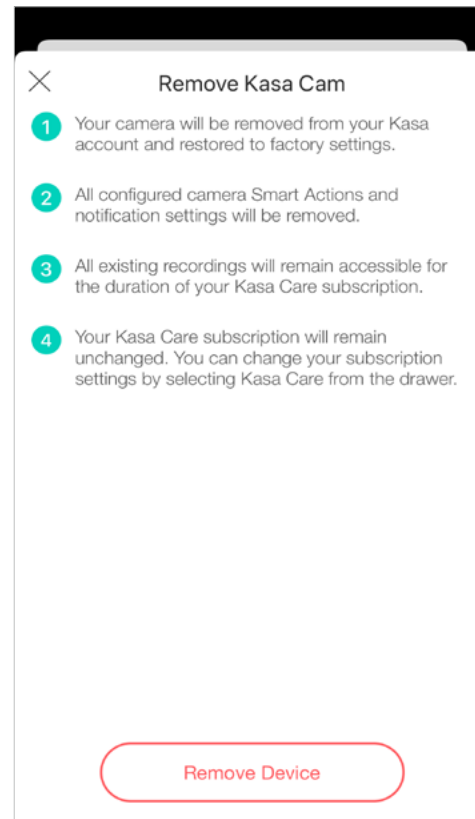 Remove Kasa Cam
1 Your camera will be removed from your Kasa
account and restored to factory settings.
2 All configured camera Smart Actions and
notification settings will be removed.
3 All existing recordings will remain accessible for
the duration of your Kasa Care subscription.
4 Your Kasa Care subscription will remain
unchanged. You can change your subscription
settings by selecting Kasa Care from the drawer.
Remove Device